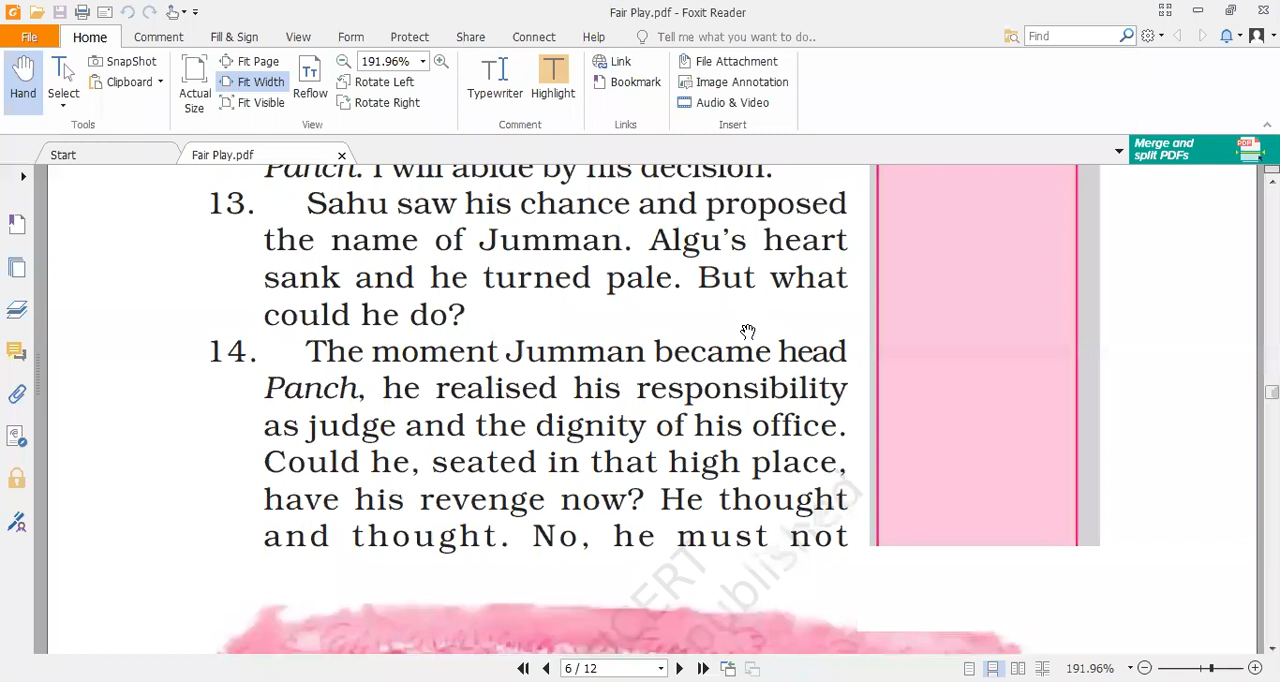 Fair Play.pdf - Foxit Reader
File Home Comment Fill & Sign View Form Protect Share Connect Help Tell me what you want to do.. Find
Hand Select SnapShot Clipboard
Tools
Actual Size Fit Page Fit Width Fit Visible Reflow 191.96% Rotate Left Rotate Right
View
Typewriter Highlight
Comment
Link Bookmark
Links
File Attachment Image Annotation Audio & Video
Insert
Start Fair Play.pdf
Merge and split PDFs
Panch. I will abide by his decision.
13. Sahu saw his chance and proposed
the name of Jumman. Algu's heart
sank and he turned pale. But what
could he do?
14. The moment Jumman became head
Panch, he realised his responsibility
as judge and the dignity of his office.
Could he, seated in that high place,
have his revenge now? He thought
and thought. No, he must not
6 / 12 191.96%